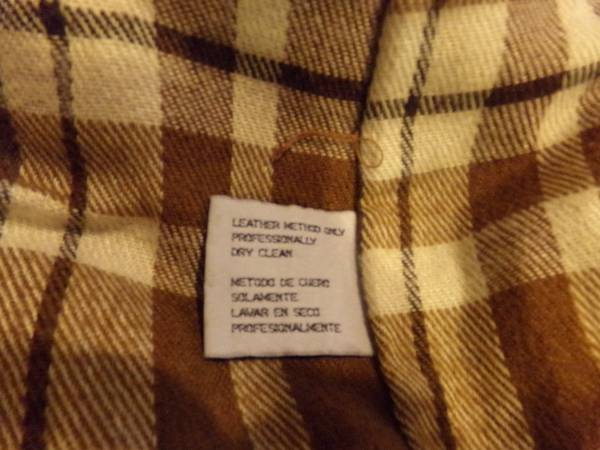 LEATHER METHOD ONLY
PROFESSIONALLY
DRY CLEAN
METODO DE CUERO
SOLAMENTE
LAVAR EN SECO
PROFESIONALMENTE